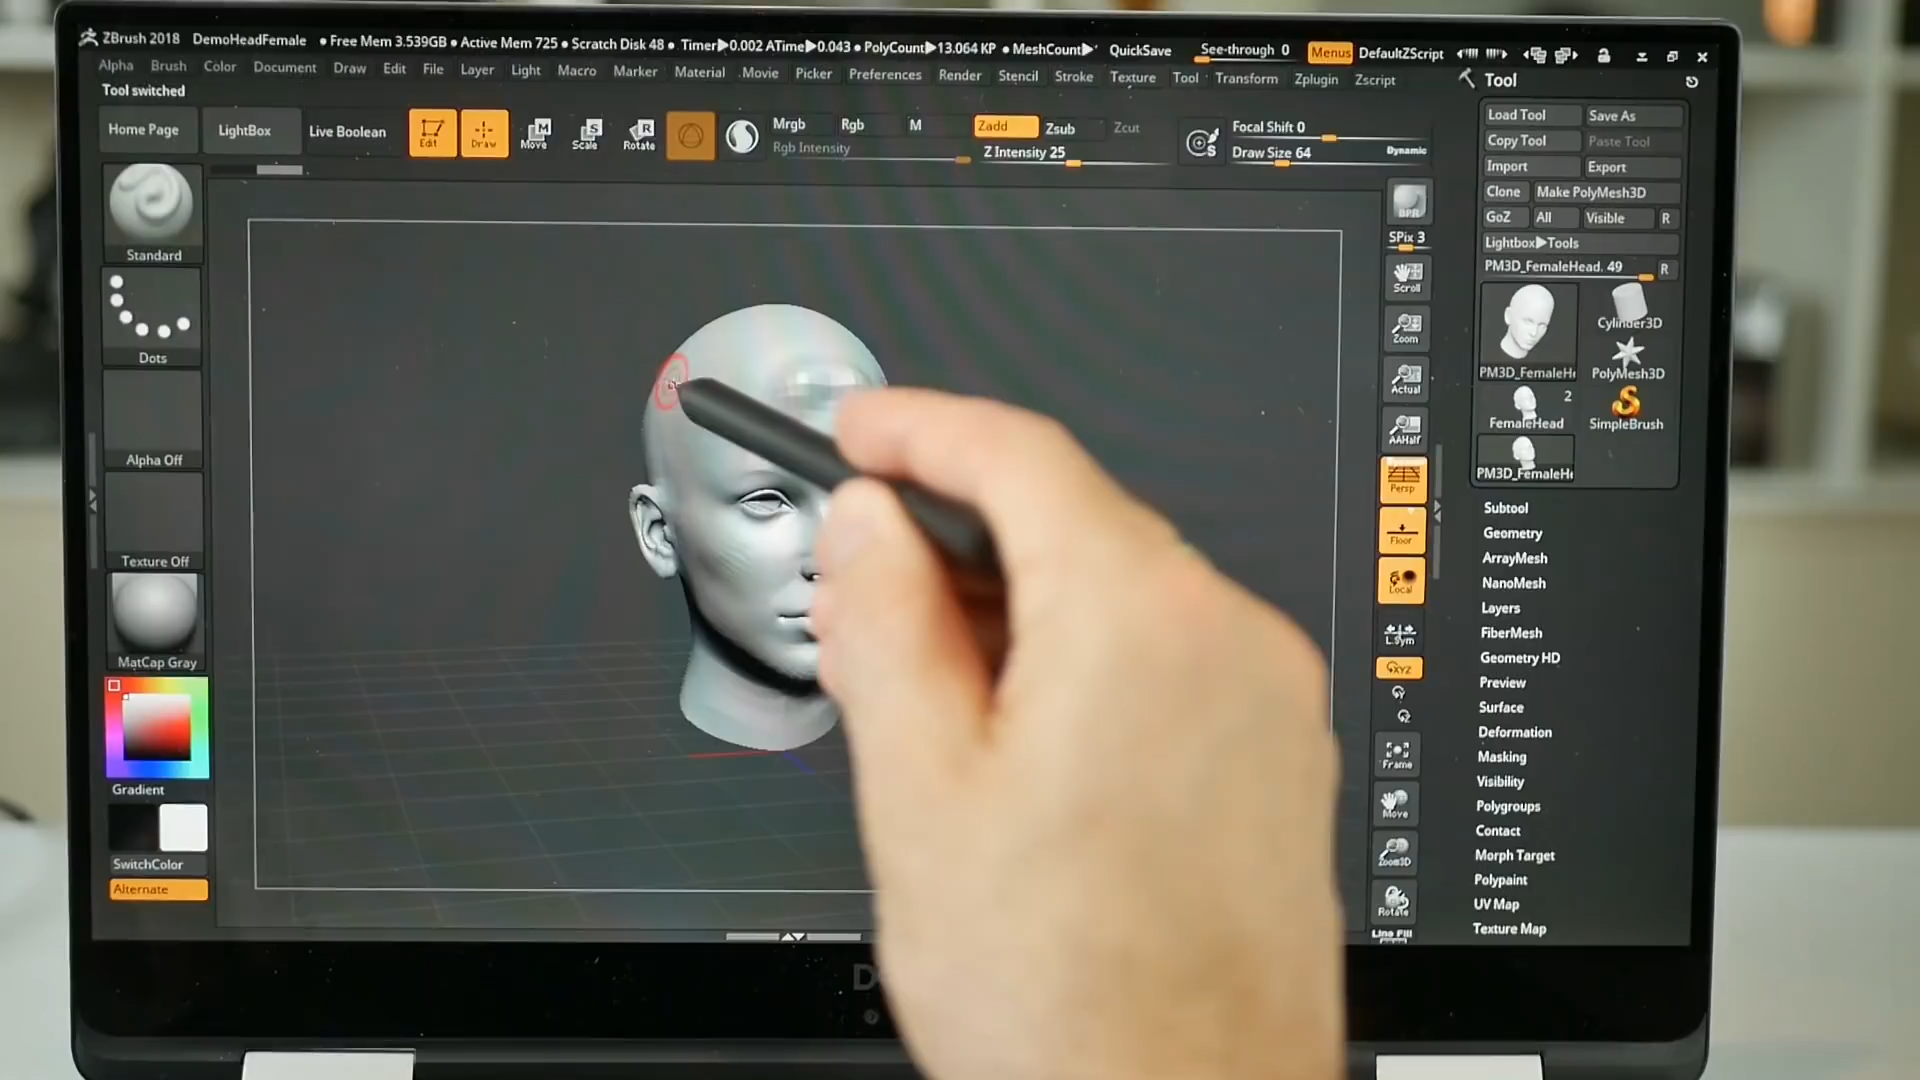 ZBrush 2018 DemoHeadFemale • Free Mem 3.539GB • Active Mem 725 • Scratch Disk 48 • Timer▶0.002 ATime▶0.043 • PolyCount▶13.064 KP • MeshCount▶ QuickSave See-through 0 Menus DefaultZScript
Alpha Brush Color Document Draw Edit File Layer Light Macro Marker Material Movie Picker Preferences Render Stencil Stroke Texture Tool Transform Zplugin Zscript
Tool switched
Home Page LightBox Live Boolean Edit Draw Move Scale Rotate
M S R
Mrgb Rgb M
Rgb Intensity
Zadd Zsub Zcut
Z Intensity 25
S
Focal Shift 0
Draw Size 64 Dynamic
Standard
Dots
Alpha Off
Texture Off
MatCap Gray
Gradient
SwitchColor
Alternate
BPR
SPix 3
Scroll
Zoom
Actual
AAHalf
Persp
Floor
Local
L.Sym
XYZ
Frame
Move
Zoom3D
Rotate
Line Fill
Tool
Load Tool Save As
Copy Tool Paste Tool
Import Export
Clone Make PolyMesh3D
GoZ All Visible R
Lightbox▶Tools
PM3D_FemaleHead. 49 R
Cylinder3D
PM3D_FemaleHe PolyMesh3D
2
FemaleHead SimpleBrush
PM3D_FemaleHe
Subtool
Geometry
ArrayMesh
NanoMesh
Layers
FiberMesh
Geometry HD
Preview
Surface
Deformation
Masking
Visibility
Polygroups
Contact
Morph Target
Polypaint
UV Map
Texture Map
D